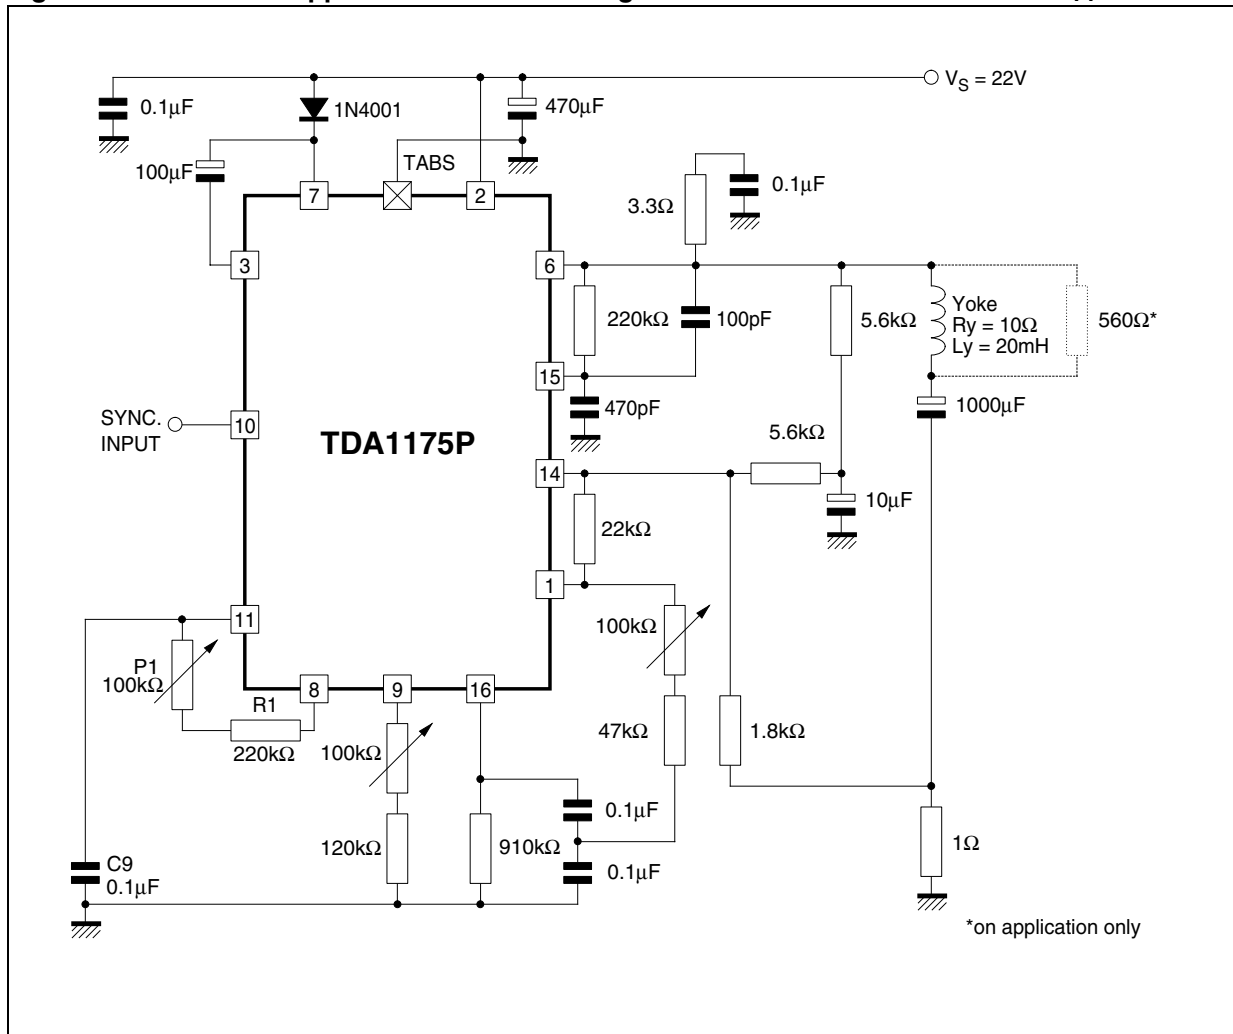 VS = 22V
0.1µF
1N4001
470µF
100µF
TABS
7
2
3.3Ω
0.1µF
3
6
220kΩ
100pF
5.6kΩ
Yoke
Ry = 10Ω
Ly = 20mH
560Ω*
15
470pF
1000µF
SYNC.
INPUT
10
TDA1175P
5.6kΩ
14
10µF
22kΩ
1
11
100kΩ
P1
100kΩ
8
9
16
R1
220kΩ
100kΩ
47kΩ
1.8kΩ
0.1µF
120kΩ
910kΩ
1Ω
C9
0.1µF
0.1µF
*on application only